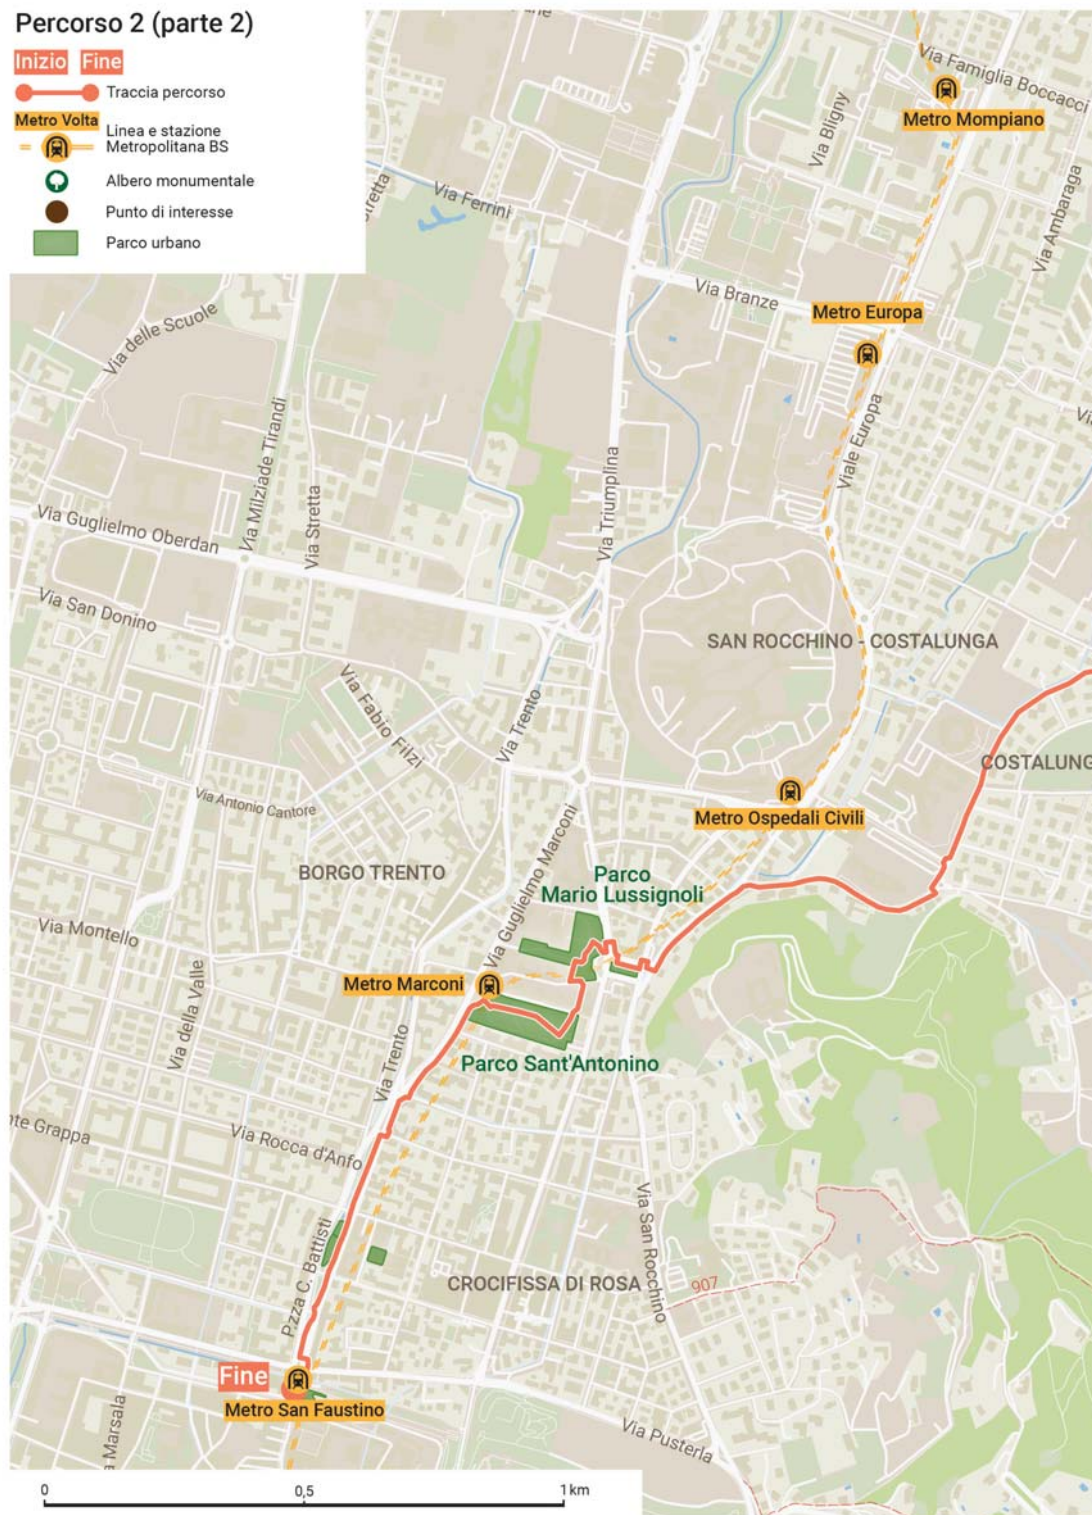 Percorso 2 (parte 2)
Inizio Fine
Traccia percorso
Metro Volta
Linea e stazione
Metropolitana BS
Albero monumentale
Punto di interesse
Parco urbano
Via Famiglia Boccacci
Metro Mompiano
Via Bligny
Via Ferrini
Stretta
Via Ambaraga
Via Branze
Metro Europa
Via delle Scuole
Viale Europa
Via Milziade Tirandi
Via Stretta
Via Triumplina
Via Guglielmo Oberdan
Via San Donino
SAN ROCCHINO - COSTALUNGA
Via Fabio Filzi
Via Trento
COSTALUNG
Via Antonio Cantore
Metro Ospedali Civili
Via Guglielmo Marconi
BORGO TRENTO
Parco
Mario Lussignoli
Via Montello
Metro Marconi
Via della Valle
Via Trento
Parco Sant'Antonino
nte Grappa
Via Rocca d'Anfo
Via San Rocchino
P.zza C. Battisti
CROCIFISSA DI ROSA
907
Fine
Metro San Faustino
Marsala
Via Pusterla
0 0,5 1 km